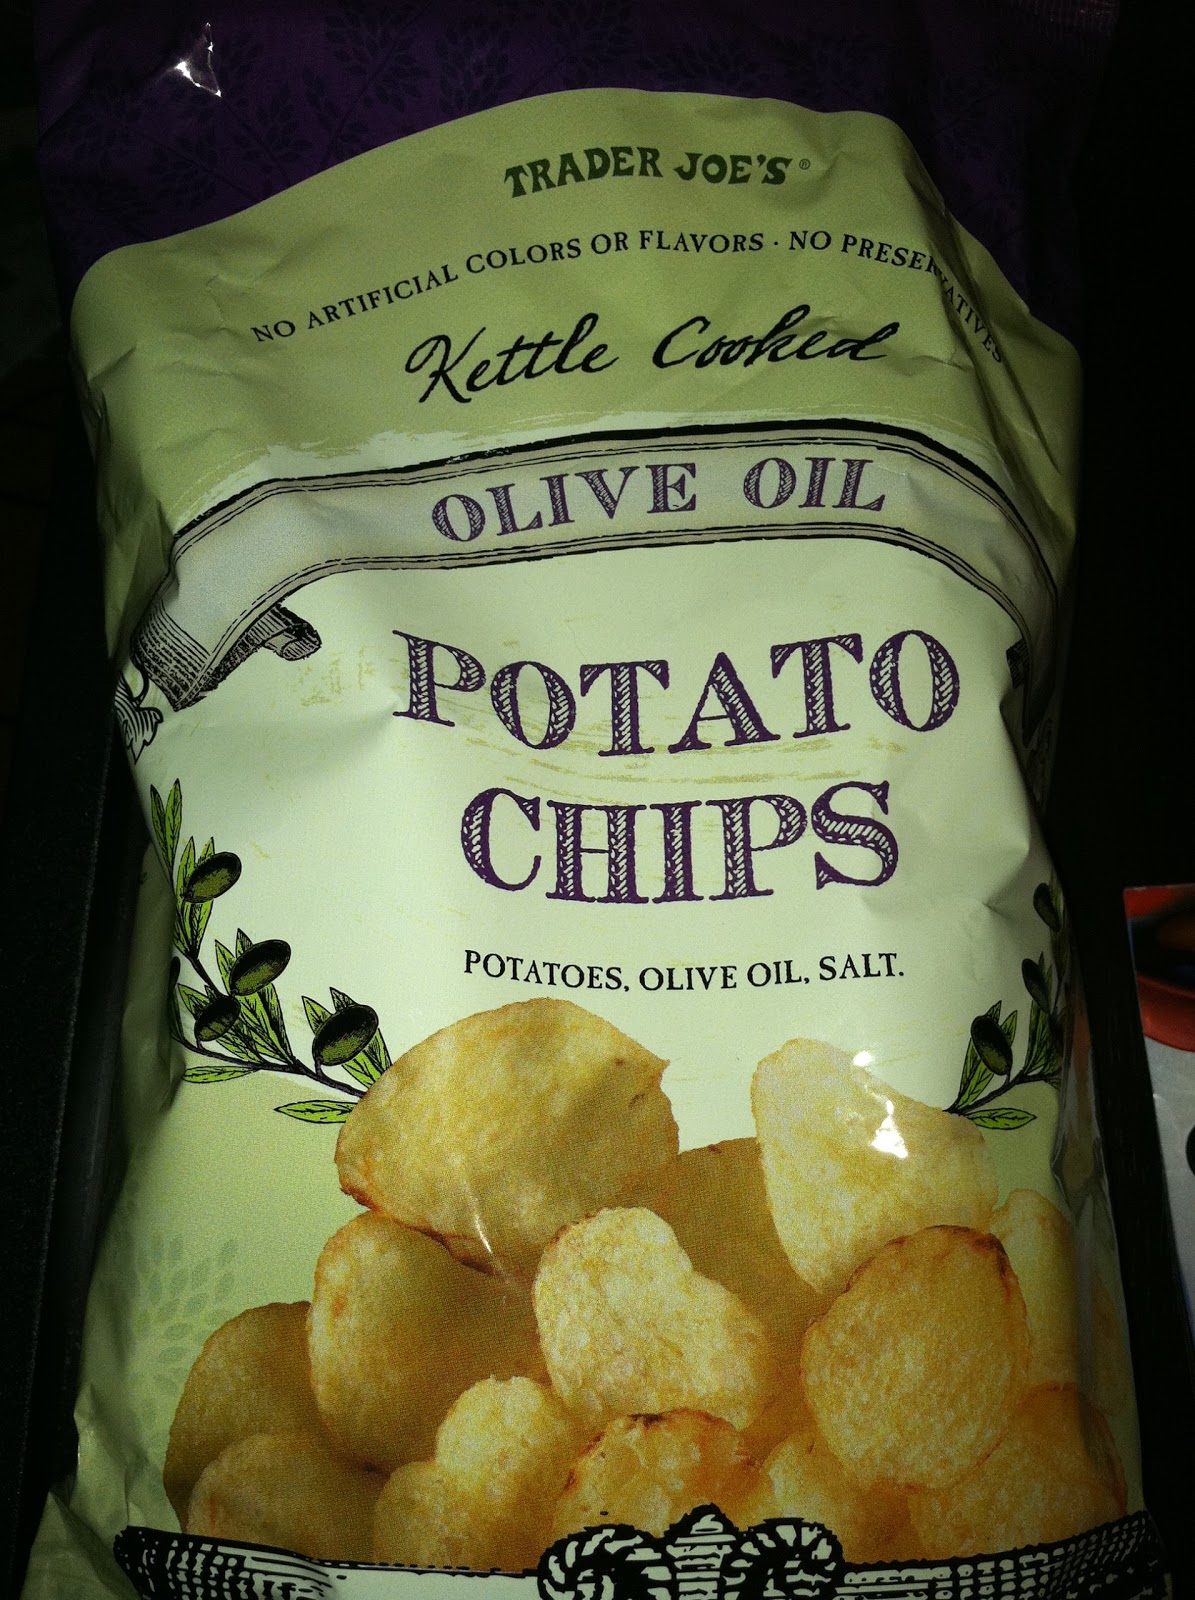 TRADER JOE'S®
NO ARTIFICIAL COLORS OR FLAVORS · NO PRESERVATIVES
Kettle Cooked
OLIVE OIL
POTATO
CHIPS
POTATOES, OLIVE OIL, SALT.